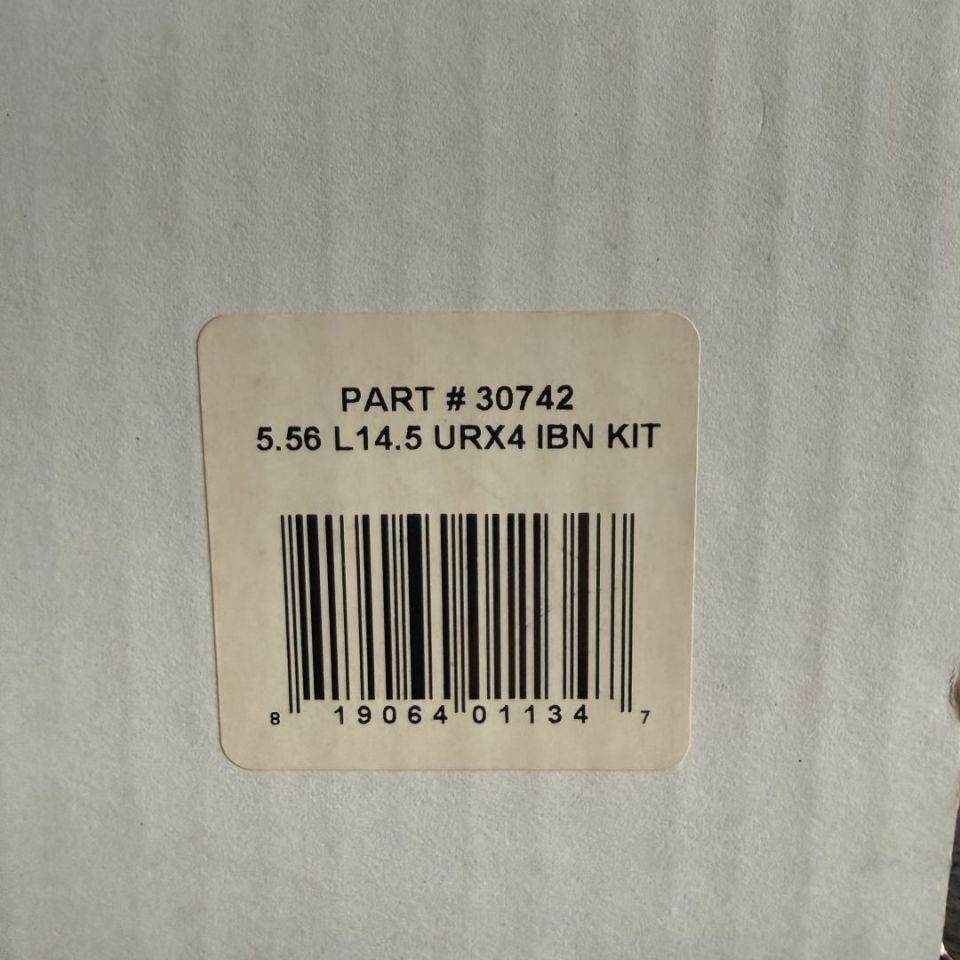 PART # 30742
5.56 L14.5 URX4 IBN KIT
8 19064 01134 7